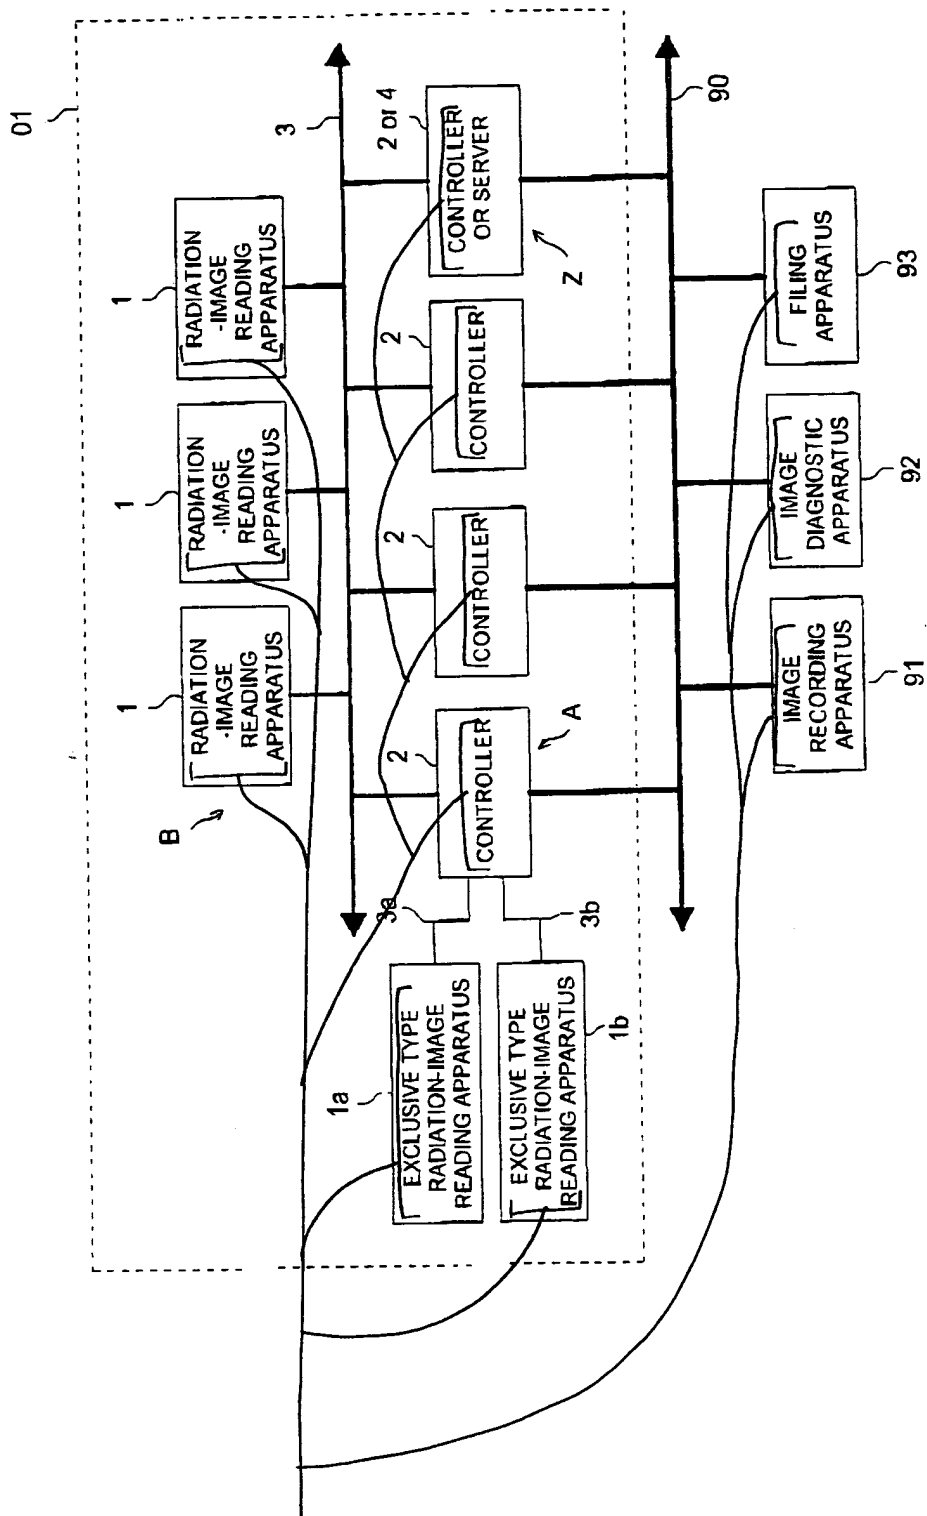 01
1
RADIATION
-IMAGE
READING
APPARATUS
1
RADIATION
-IMAGE
READING
APPARATUS
1
RADIATION
-IMAGE
READING
APPARATUS
B
3
2
CONTROLLER
A
2
CONTROLLER
2
CONTROLLER
2 or 4
CONTROLLER
OR SERVER
Z
3a
3b
1a
EXCLUSIVE TYPE
RADIATION-IMAGE
READING APPARATUS
1b
EXCLUSIVE TYPE
RADIATION-IMAGE
READING APPARATUS
90
IMAGE
RECORDING
APPARATUS
91
IMAGE
DIAGNOSTIC
APPARATUS
92
FILING
APPARATUS
93